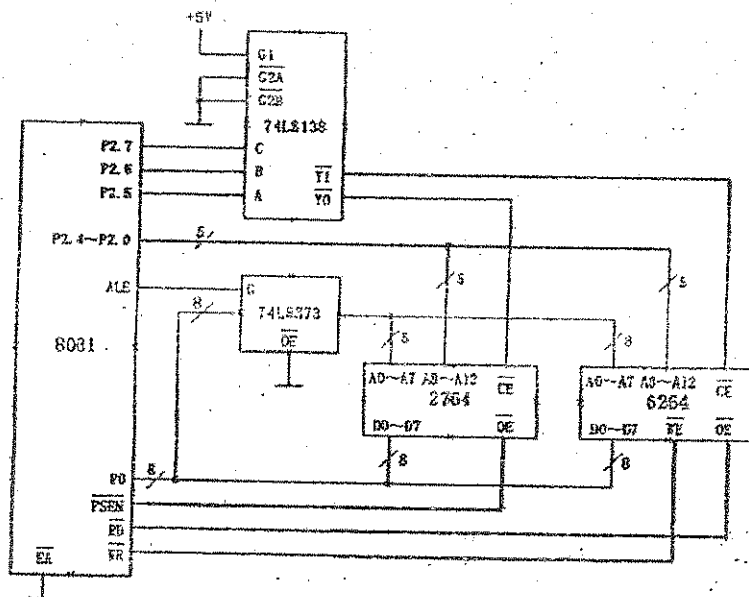 +5V
G1
G2A
G2B
74LS138
P2.7
C
P2.6
B
Y1
P2.5
A
Y0
P2.4~P2.0
5
5
5
ALE
G
8
74LS373
OE
5
8
8031
A0~A7 A8~A12
CE
2764
D0~D7
OE
A0~A7 A8~A12
CE
6264
D0~D7
WE
OE
8
8
P0
8
PSEN
RD
WR
EA